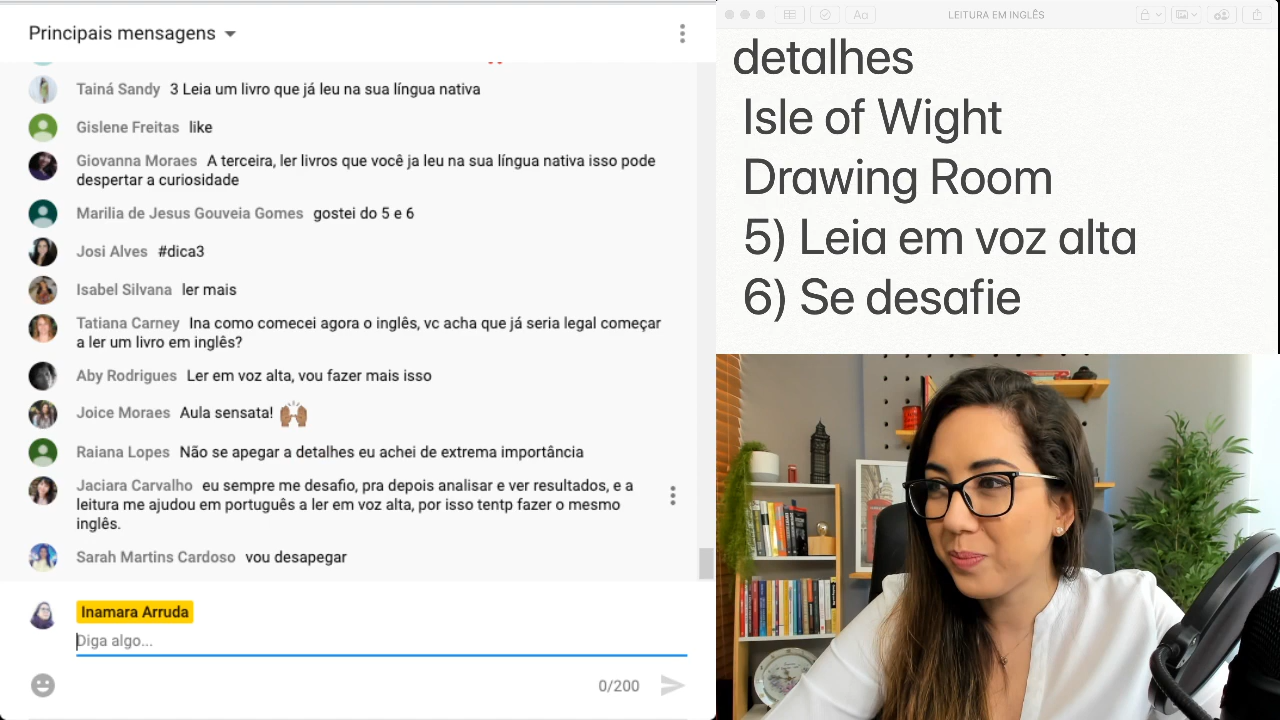 Principais mensagens
Tainá Sandy 3 Leia um livro que já leu na sua língua nativa
Gislene Freitas like
Giovanna Moraes A terceira, ler livros que você ja leu na sua língua nativa isso pode
despertar a curiosidade
Marilia de Jesus Gouveia Gomes gostei do 5 e 6
Josi Alves #dica3
Isabel Silvana ler mais
Tatiana Carney Ina como comecei agora o inglês, vc acha que já seria legal começar
a ler um livro em inglês?
Aby Rodrigues Ler em voz alta, vou fazer mais isso
Joice Moraes Aula sensata!
Raiana Lopes Não se apegar a detalhes eu achei de extrema importância
Jaciara Carvalho eu sempre me desafio, pra depois analisar e ver resultados, e a
leitura me ajudou em português a ler em voz alta, por isso tentp fazer o mesmo
inglês.
Sarah Martins Cardoso vou desapegar
Inamara Arruda
Diga algo...
0/200
Aa
LEITURA EM INGLÊS
detalhes
Isle of Wight
Drawing Room
5) Leia em voz alta
6) Se desafie